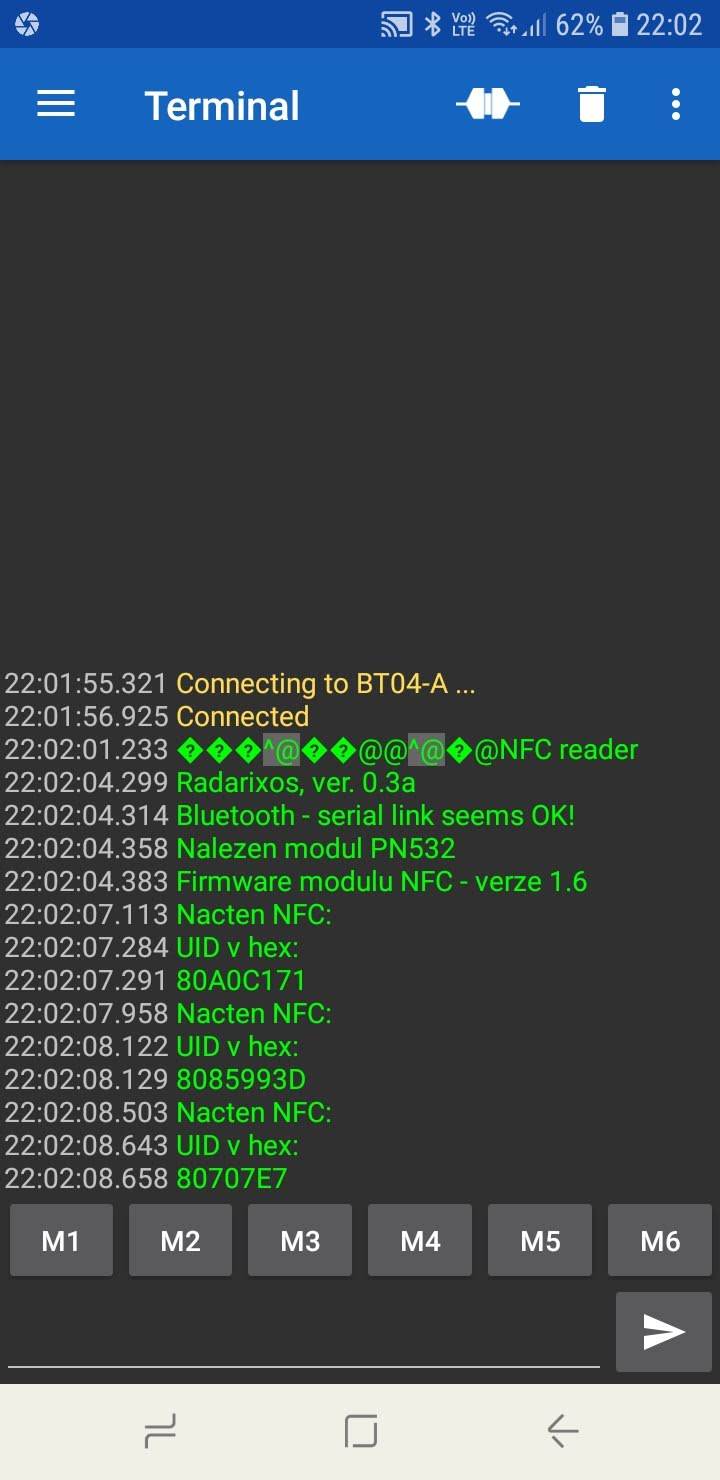 Vo)) LTE 62% 22:02
Terminal
22:01:55.321 Connecting to BT04-A ...
22:01:56.925 Connected
22:02:01.233 ���^@��@@^@�@NFC reader
22:02:04.299 Radarixos, ver. 0.3a
22:02:04.314 Bluetooth - serial link seems OK!
22:02:04.358 Nalezen modul PN532
22:02:04.383 Firmware modulu NFC - verze 1.6
22:02:07.113 Nacten NFC:
22:02:07.284 UID v hex:
22:02:07.291 80A0C171
22:02:07.958 Nacten NFC:
22:02:08.122 UID v hex:
22:02:08.129 8085993D
22:02:08.503 Nacten NFC:
22:02:08.643 UID v hex:
22:02:08.658 80707E7
M1 M2 M3 M4 M5 M6